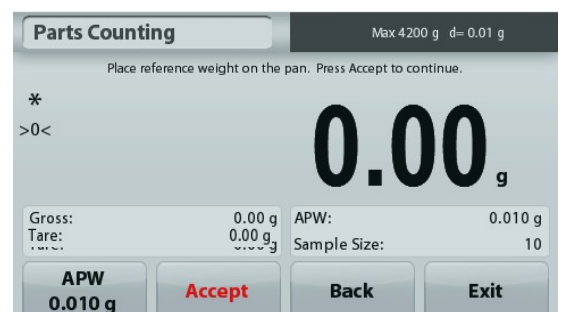 Parts Counting
Max 4200 g d= 0.01 g
Place reference weight on the pan. Press Accept to continue.
*
>0<
0.00 g
Gross: 0.00 g
Tare: 0.00 g
APW: 0.010 g
Sample Size: 10
APW
0.010 g
Accept
Back
Exit